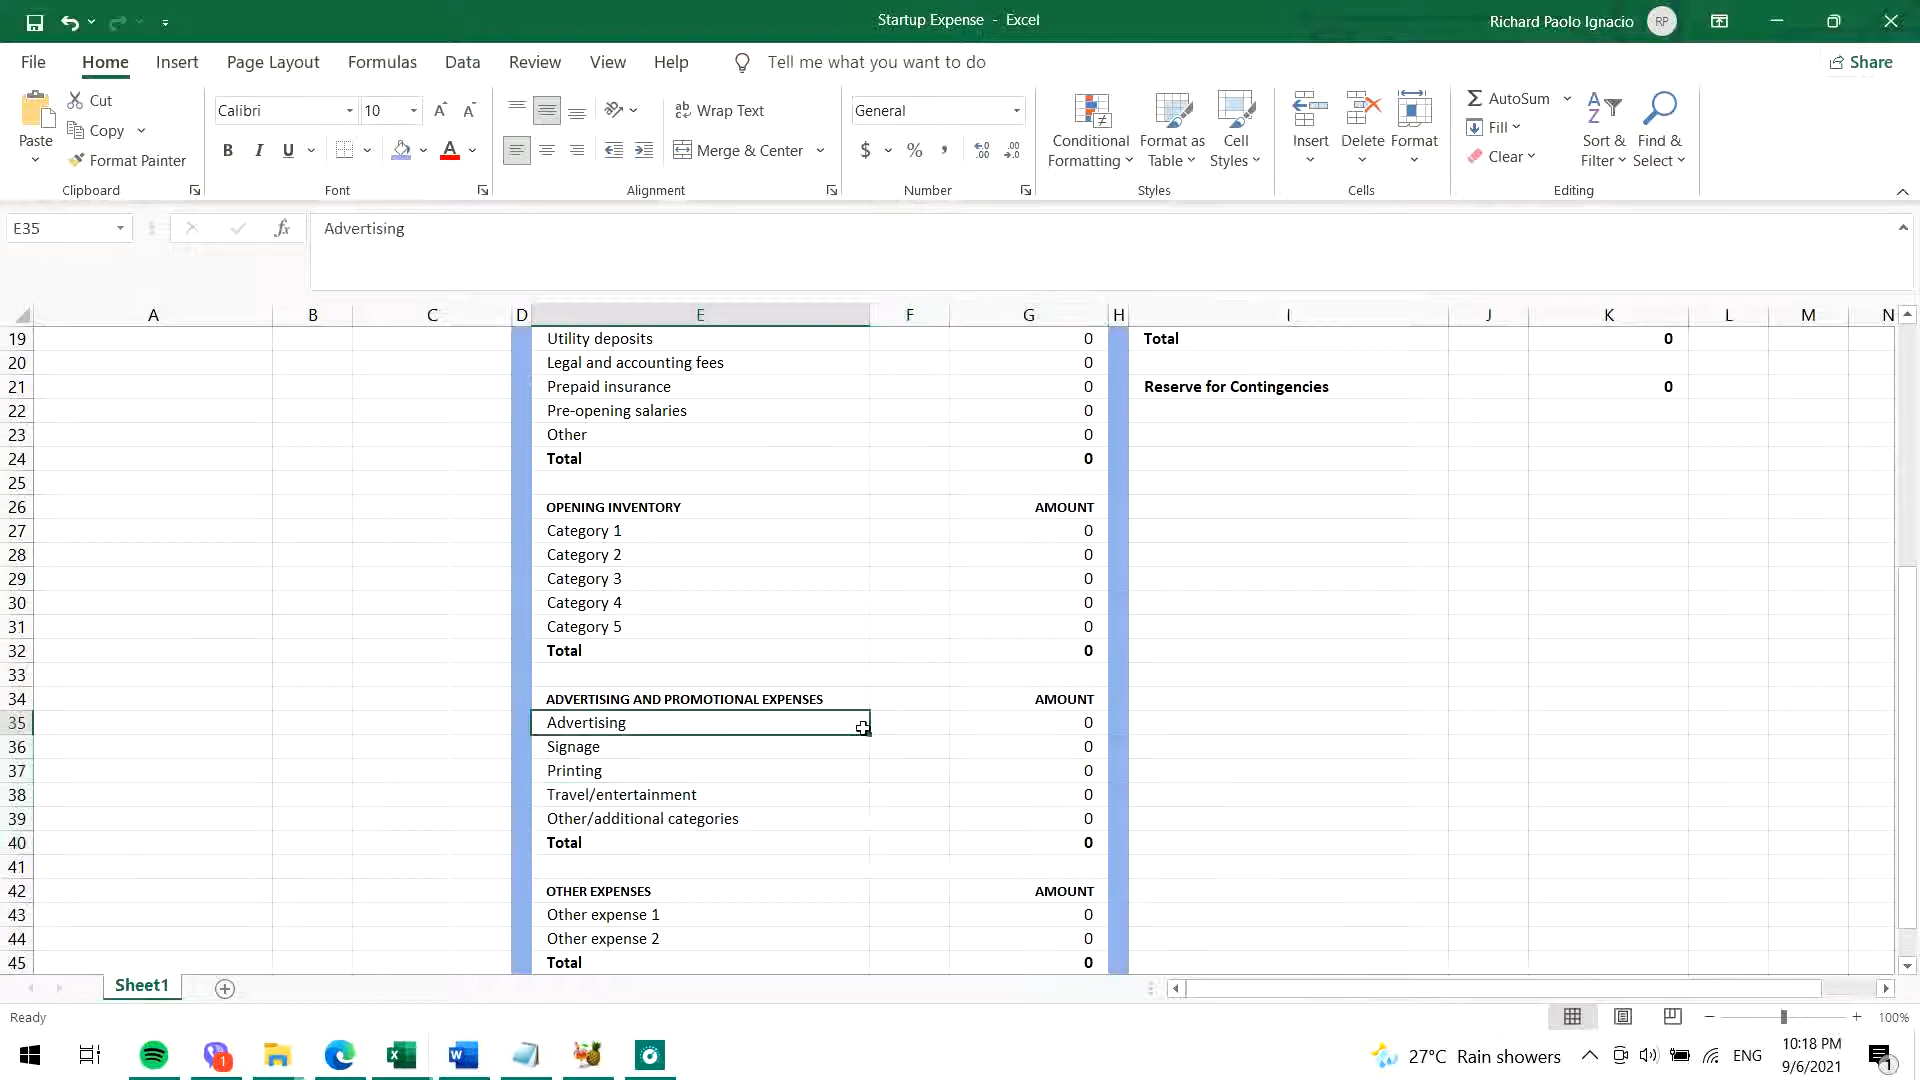 Startup Expense - Excel
Richard Paolo Ignacio RP
File Home Insert Page Layout Formulas Data Review View Help Tell me what you want to do Share
Paste Cut Copy Format Painter
Clipboard
Calibri 10
A A
B I U A
Font
ab Wrap Text
Merge & Center
Alignment
General
$ % ,
Number
Conditional Formatting
Format as Table
Cell Styles
Styles
Insert Delete Format
Cells
AutoSum
Fill
Clear
Sort & Filter
Find & Select
Editing
E35 fx Advertising
A B C D E F G H I J K L M N
19 Utility deposits 0 Total 0
20 Legal and accounting fees 0
21 Prepaid insurance 0 Reserve for Contingencies 0
22 Pre-opening salaries 0
23 Other 0
24 Total 0
25
26 OPENING INVENTORY AMOUNT
27 Category 1 0
28 Category 2 0
29 Category 3 0
30 Category 4 0
31 Category 5 0
32 Total 0
33
34 ADVERTISING AND PROMOTIONAL EXPENSES AMOUNT
35 Advertising 0
36 Signage 0
37 Printing 0
38 Travel/entertainment 0
39 Other/additional categories 0
40 Total 0
41
42 OTHER EXPENSES AMOUNT
43 Other expense 1 0
44 Other expense 2 0
45 Total 0
Sheet1
Ready 100%
27°C Rain showers ENG 10:18 PM
9/6/2021
1
1